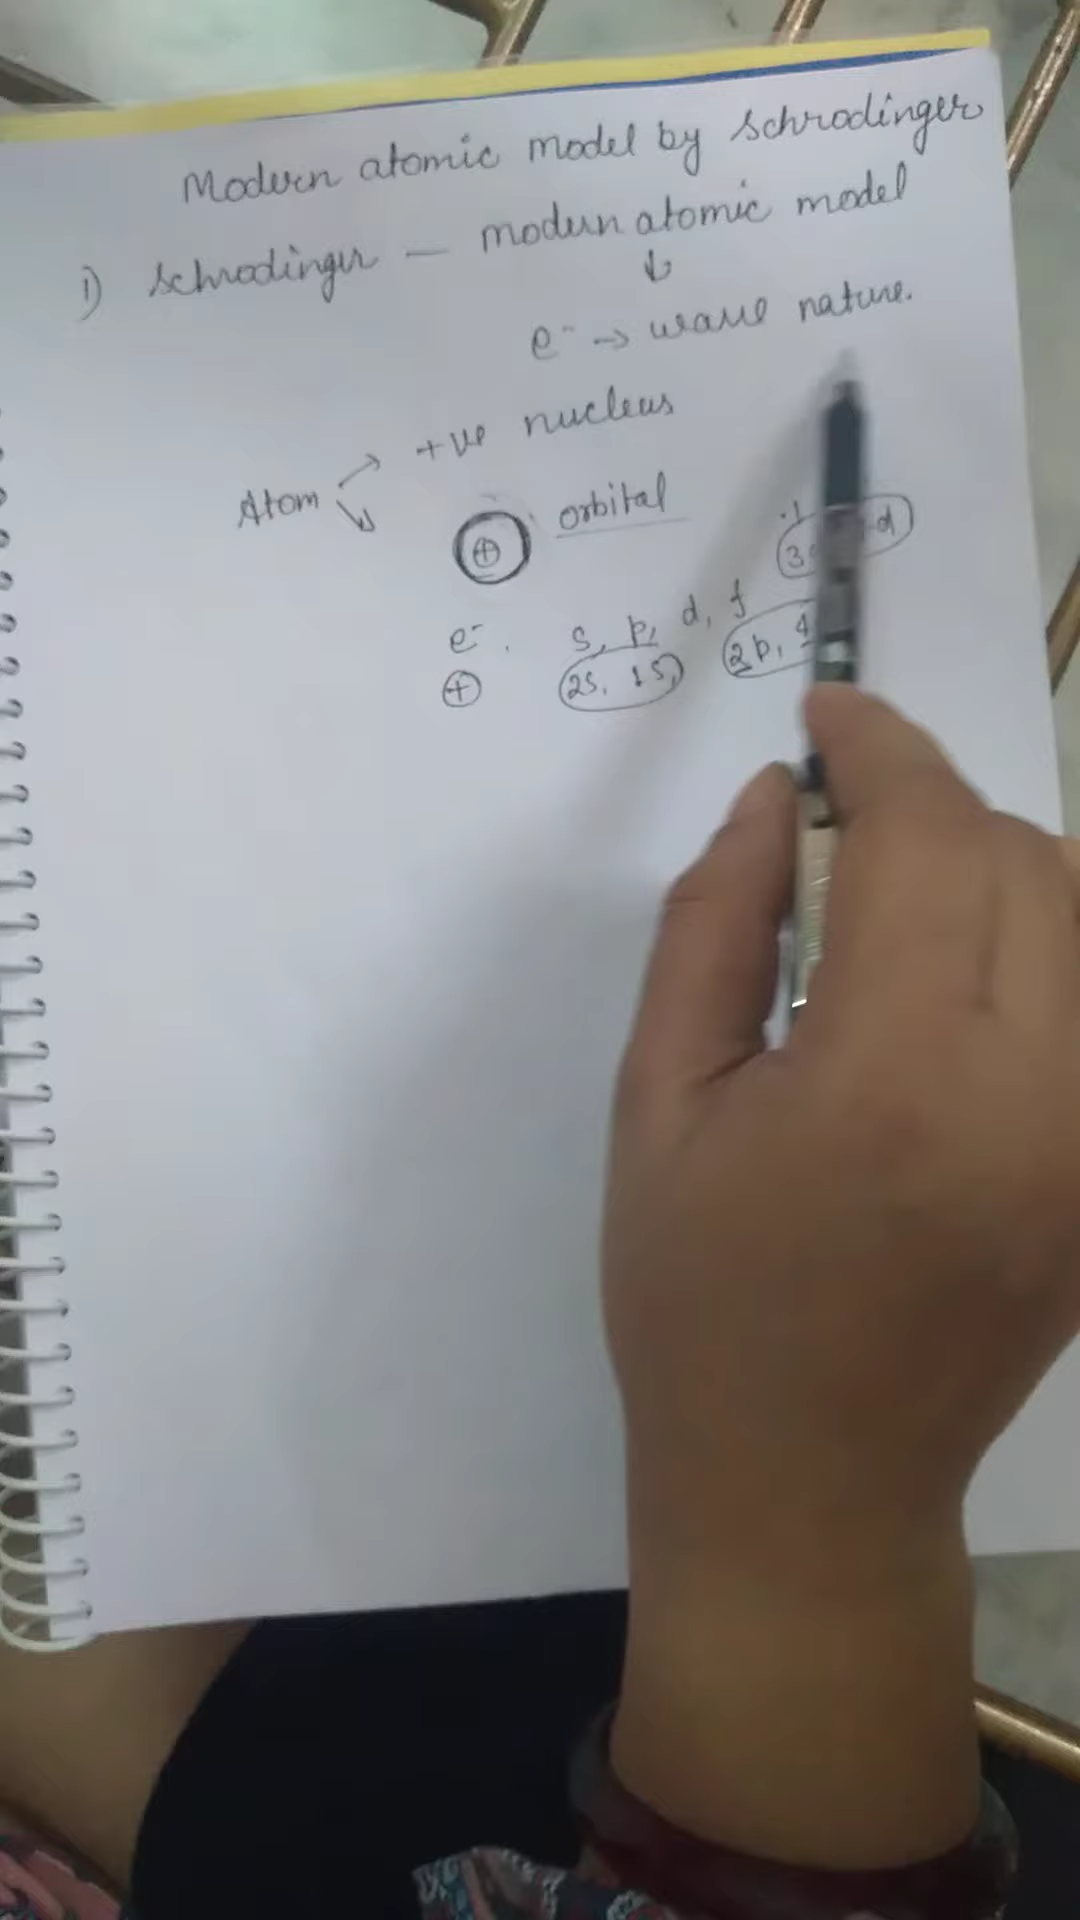 Modern atomic model by schrodinger
1) schrodinger — modern atomic model
↓
e⁻ → wave nature.
+ve nucleus
Atom
⊕ orbital
e⁻. s, p, d, f
⊕ 2s, 1s, 2p, 4